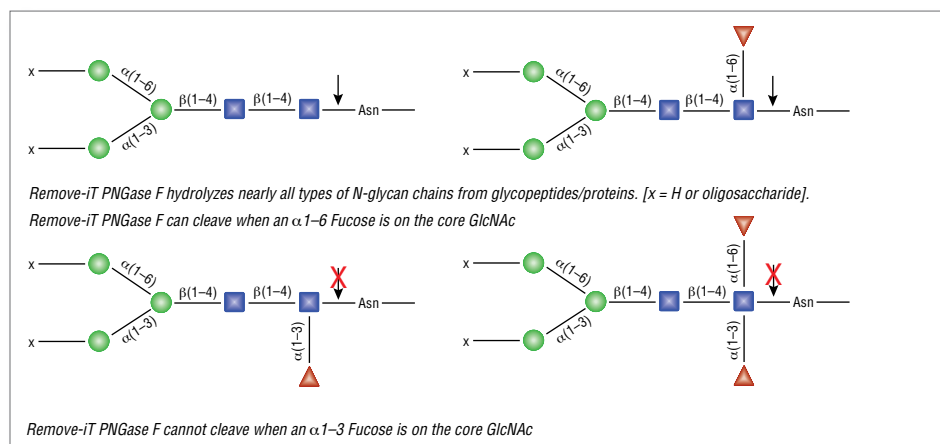 α(1–6)
x
x
α(1–3)
β(1–4) β(1–4)
Asn
α(1–6)
x
α(1–6)
β(1–4) β(1–4)
Asn
x
α(1–3)
Remove-iT PNGase F hydrolyzes nearly all types of N-glycan chains from glycopeptides/proteins. [x = H or oligosaccharide].
Remove-iT PNGase F can cleave when an α1–6 Fucose is on the core GlcNAc
x
α(1–6)
β(1–4) β(1–4)
X
Asn
x
α(1–3)
α(1–3)
x
α(1–6)
α(1–6)
β(1–4) β(1–4)
X
Asn
x
α(1–3)
α(1–3)
Remove-iT PNGase F cannot cleave when an α1–3 Fucose is on the core GlcNAc